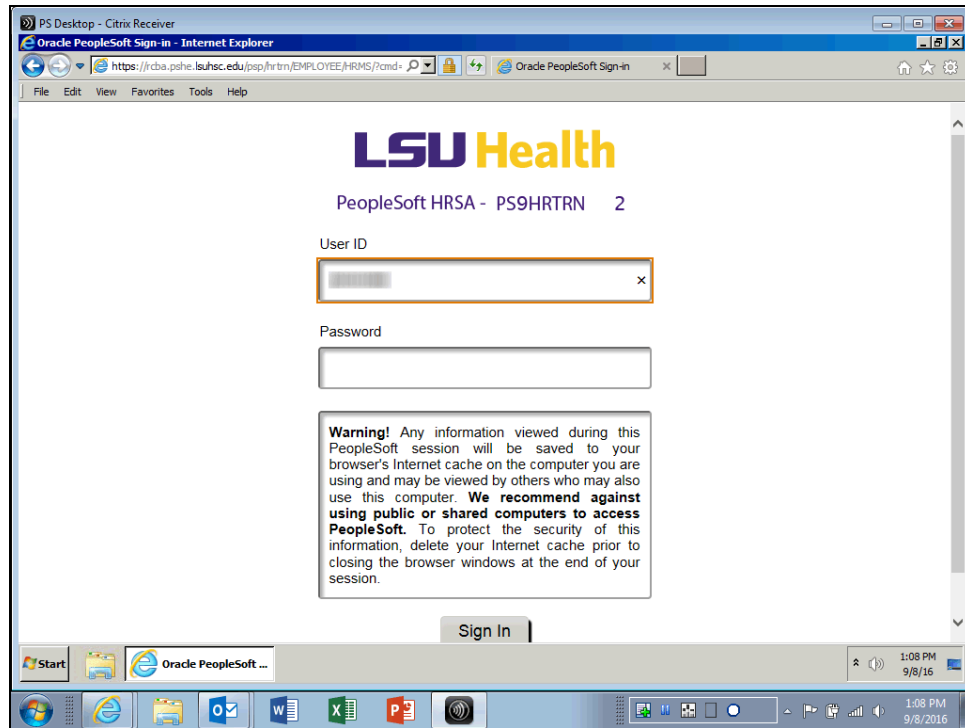 PS Desktop - Citrix Receiver
Oracle PeopleSoft Sign-in - Internet Explorer
https://rcba.pshe.lsuhsc.edu/psp/hrtrn/EMPLOYEE/HRMS/?cmd=
Oracle PeopleSoft Sign-in
File Edit View Favorites Tools Help
LSU Health
PeopleSoft HRSA - PS9HRTRN 2
User ID
Password
Warning! Any information viewed during this
PeopleSoft session will be saved to your
browser's Internet cache on the computer you are
using and may be viewed by others who may also
use this computer. We recommend against
using public or shared computers to access
PeopleSoft. To protect the security of this
information, delete your Internet cache prior to
closing the browser windows at the end of your
session.
Sign In
Start
Oracle PeopleSoft ...
1:08 PM
9/8/16
1:08 PM
9/8/2016